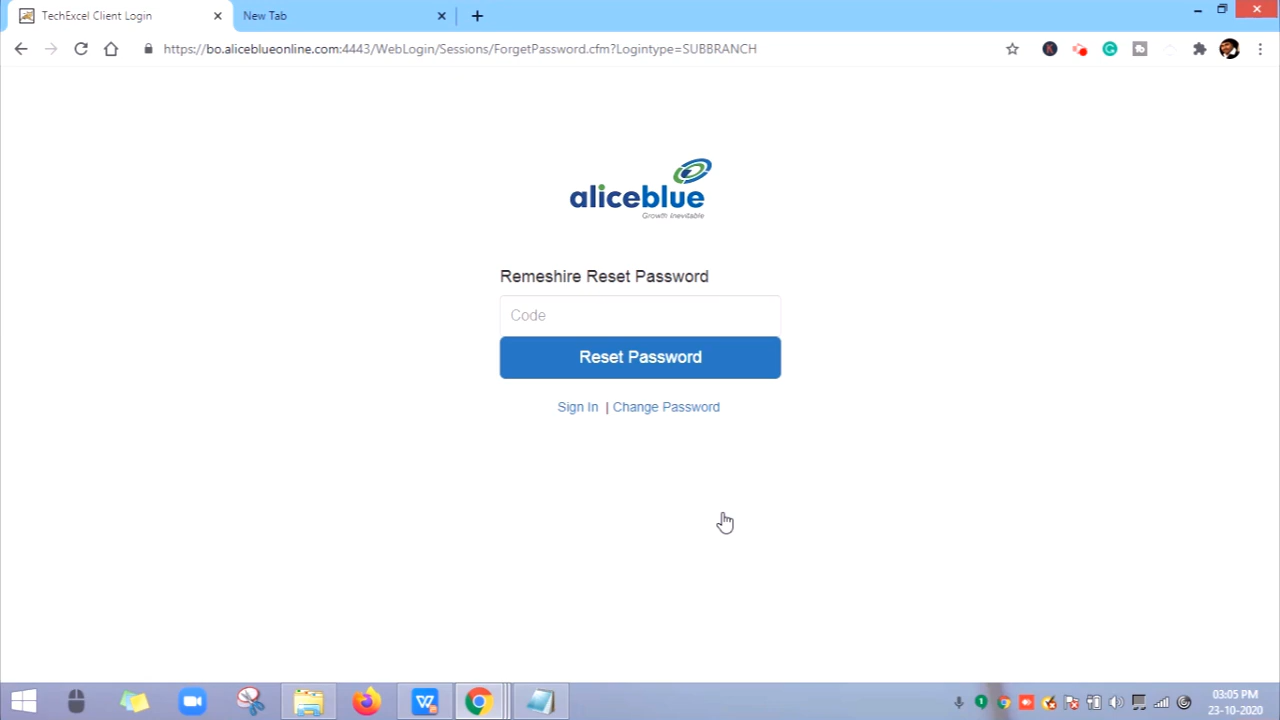 TechExcel Client Login
New Tab
https://bo.aliceblueonline.com:4443/WebLogin/Sessions/ForgetPassword.cfm?Logintype=SUBBRANCH
aliceblue
Growth Inevitable
Remeshire Reset Password
Code
Reset Password
Sign In | Change Password
03:05 PM
23-10-2020